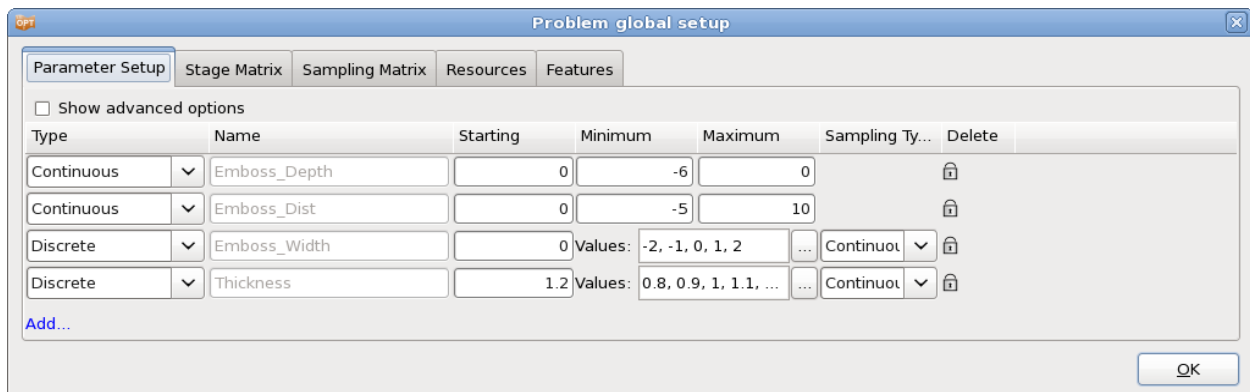 OPT Problem global setup
Parameter Setup Stage Matrix Sampling Matrix Resources Features
Show advanced options
Type Name Starting Minimum Maximum Sampling Ty... Delete
Continuous Emboss_Depth 0 -6 0
Continuous Emboss_Dist 0 -5 10
Discrete Emboss_Width 0 Values: -2, -1, 0, 1, 2 ... Continuou
Discrete Thickness 1.2 Values: 0.8, 0.9, 1, 1.1, ... ... Continuou
Add...
OK